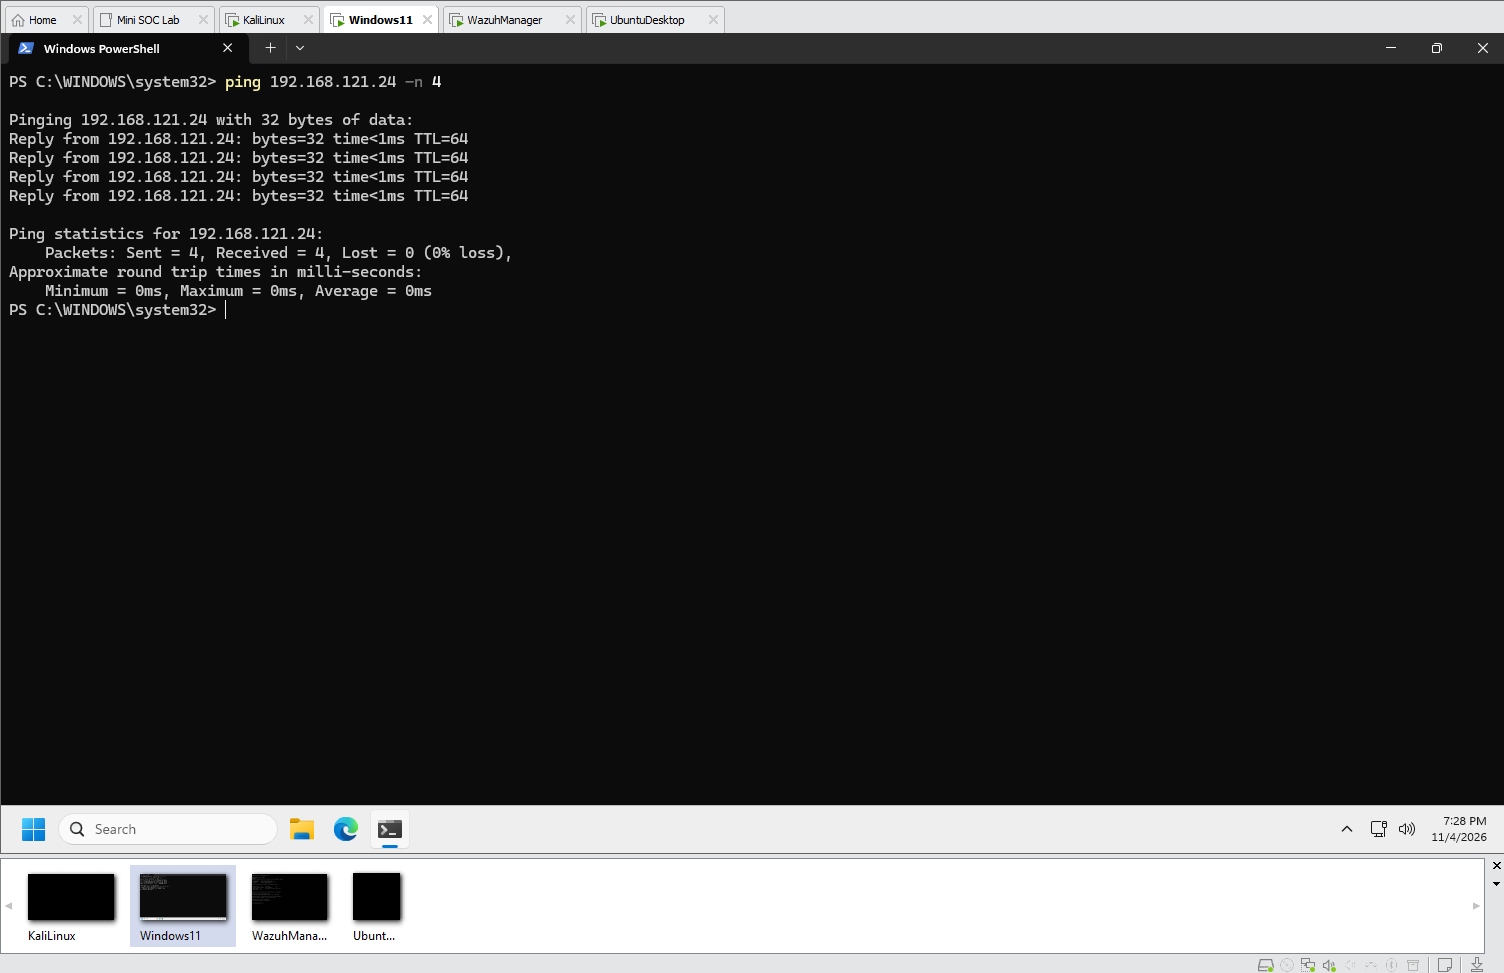 Home
Mini SOC Lab
KaliLinux
Windows11
WazuhManager
UbuntuDesktop
Windows PowerShell
PS C:\WINDOWS\system32> ping 192.168.121.24 -n 4
Pinging 192.168.121.24 with 32 bytes of data:
Reply from 192.168.121.24: bytes=32 time<1ms TTL=64
Reply from 192.168.121.24: bytes=32 time<1ms TTL=64
Reply from 192.168.121.24: bytes=32 time<1ms TTL=64
Reply from 192.168.121.24: bytes=32 time<1ms TTL=64
Ping statistics for 192.168.121.24:
Packets: Sent = 4, Received = 4, Lost = 0 (0% loss),
Approximate round trip times in milli-seconds:
Minimum = 0ms, Maximum = 0ms, Average = 0ms
PS C:\WINDOWS\system32>
Search
7:28 PM
11/4/2026
KaliLinux
Windows11
WazuhMana...
Ubunt...